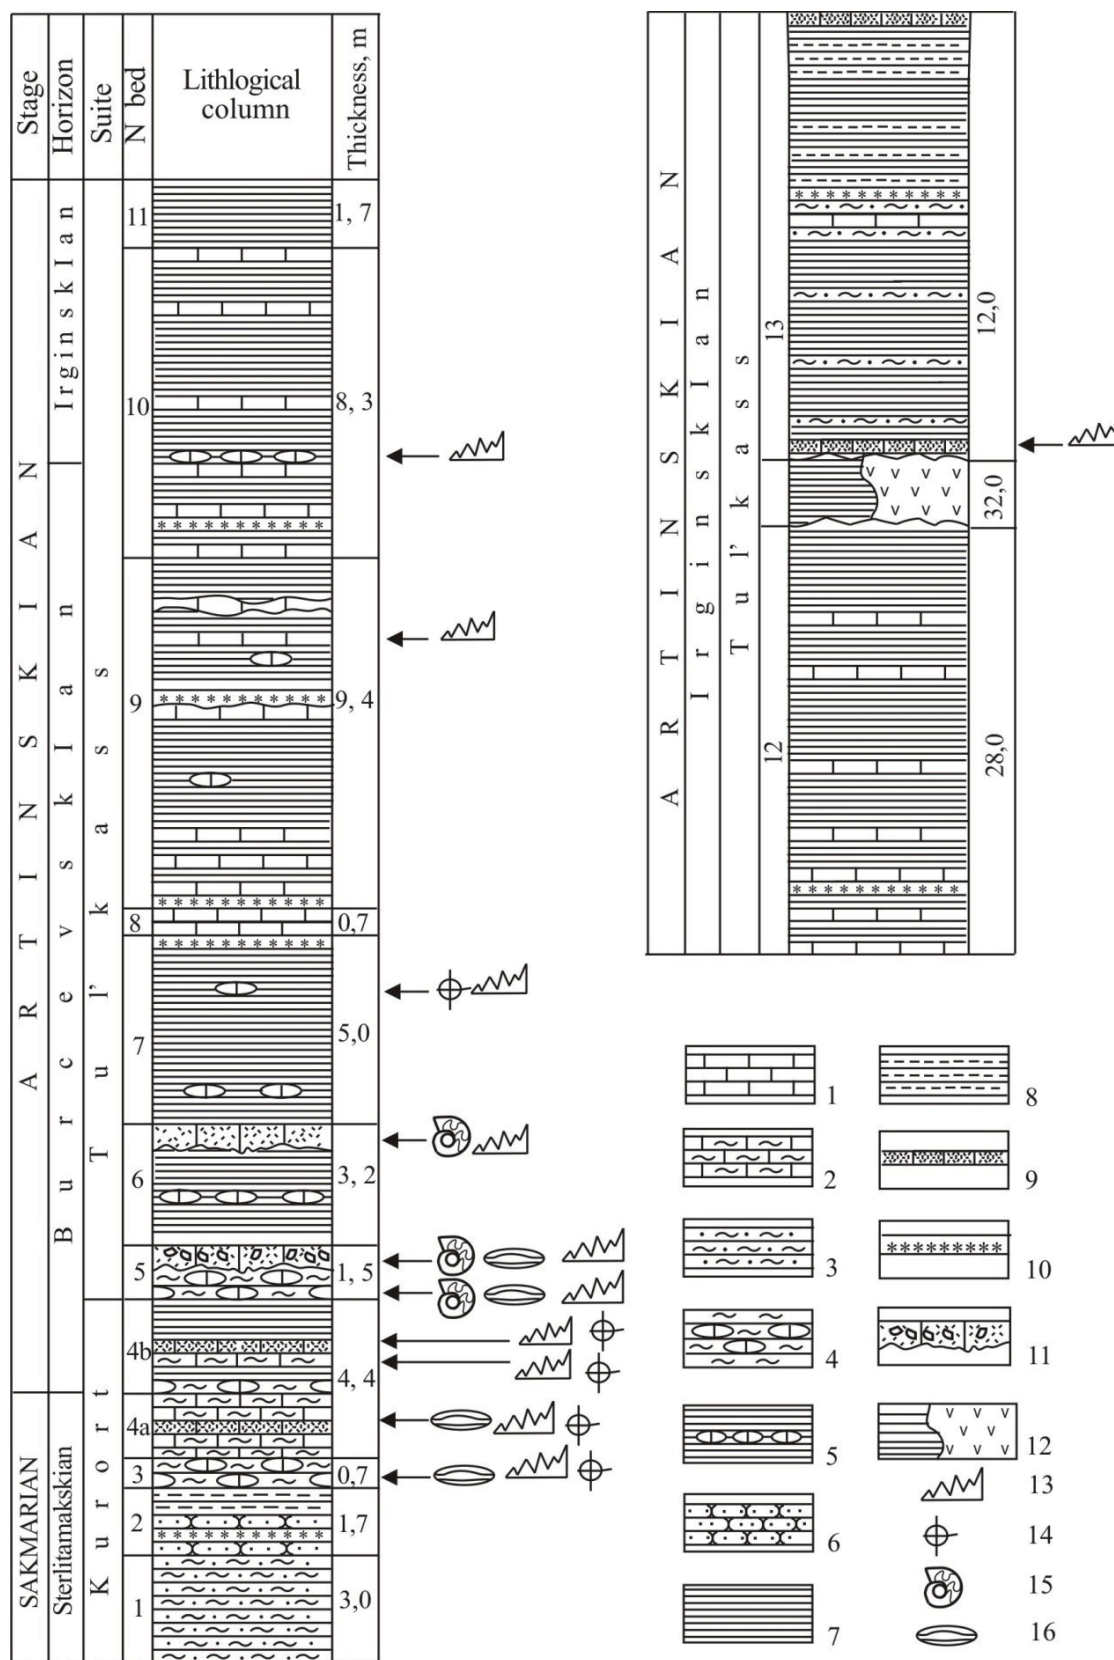 Stage
Horizon
Suite
N bed
Lithlogical
column
Thickness, m
ARTINSKIAN
IrginskIan
BurcevskIan
Tul'kass
11
1, 7
10
8, 3
9
9, 4
8
0,7
7
5,0
6
3, 2
5
1, 5
4b
4, 4
SAKMARIAN
Sterlitamakskian
Kurort
4a
3
0,7
2
1,7
1
3,0
ARTINSKIAN
IrginskIan
Tul'kass
13
12,0
32,0
12
28,0
1
2
3
4
5
6
7
8
9
10
11
12
13
14
15
16